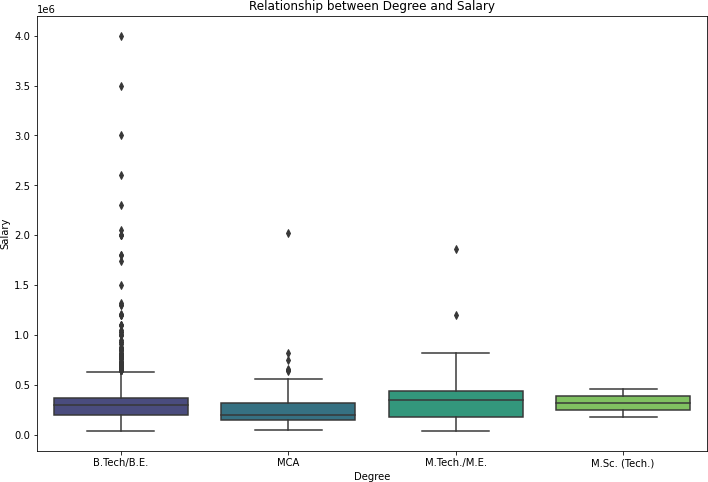 Relationship between Degree and Salary
1e6
4.0
3.5
3.0
2.5
2.0
1.5
1.0
0.5
0.0
Salary
B.Tech/B.E.
MCA
M.Tech./M.E.
M.Sc. (Tech.)
Degree